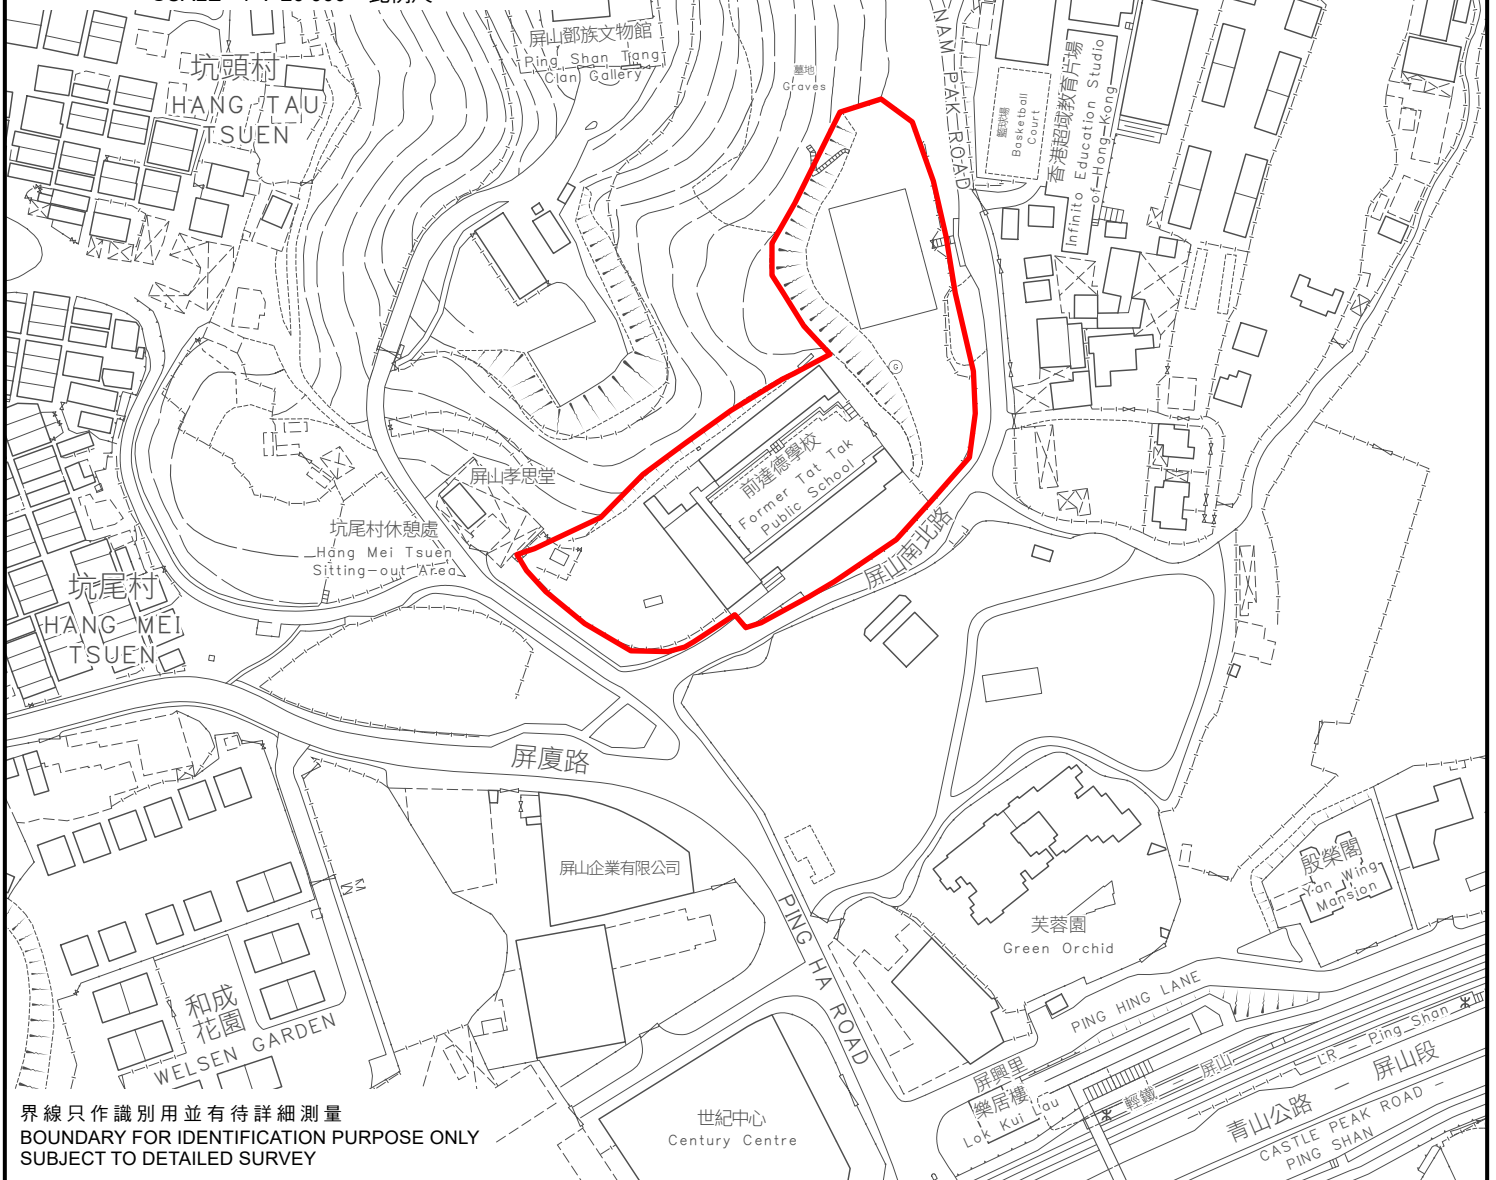 屏山鄧族文物館
Ping Shan Tang
Clan Gallery
坑頭村
HANG TAU
TSUEN
墓地
Graves
NAM PAK ROAD
籃球場
Basketball
Court
香港超域教育片場
Infinito Education Studio
of Hong Kong
G
前達德學校
Former Tat Tak
Public School
屏山孝思堂
坑尾村休憩處
Hang Mei Tsuen
Sitting-out Area
屏山南北路
坑尾村
HANG MEI
TSUEN
屏廈路
屏山企業有限公司
PING HA ROAD
殷榮閣
Yan Wing
Mansion
芙蓉園
Green Orchid
和成
花園
WELSEN GARDEN
PING HING LANE
屏興里
樂居樓
Lok Kui Lau
輕鐵 — 屏山
LR - Ping Shan
青山公路 — 屏山段
CASTLE PEAK ROAD -
PING SHAN
世紀中心
Century Centre
界線只作識別用並有待詳細測量
BOUNDARY FOR IDENTIFICATION PURPOSE ONLY
SUBJECT TO DETAILED SURVEY